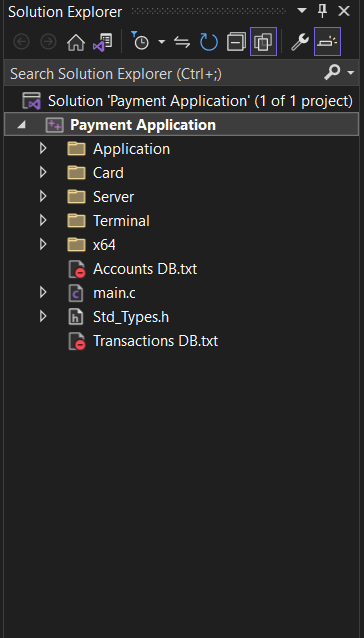 Solution Explorer
Search Solution Explorer (Ctrl+;)
Solution 'Payment Application' (1 of 1 project)
Payment Application
Application
Card
Server
Terminal
x64
Accounts DB.txt
main.c
Std_Types.h
Transactions DB.txt